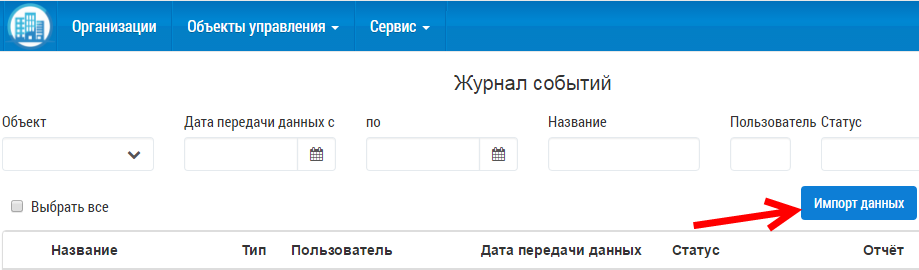 Организации Объекты управления Сервис
Журнал событий
Объект Дата передачи данных с по Название Пользователь Статус
Выбрать все Импорт данных
Название Тип Пользователь Дата передачи данных Статус Отчёт